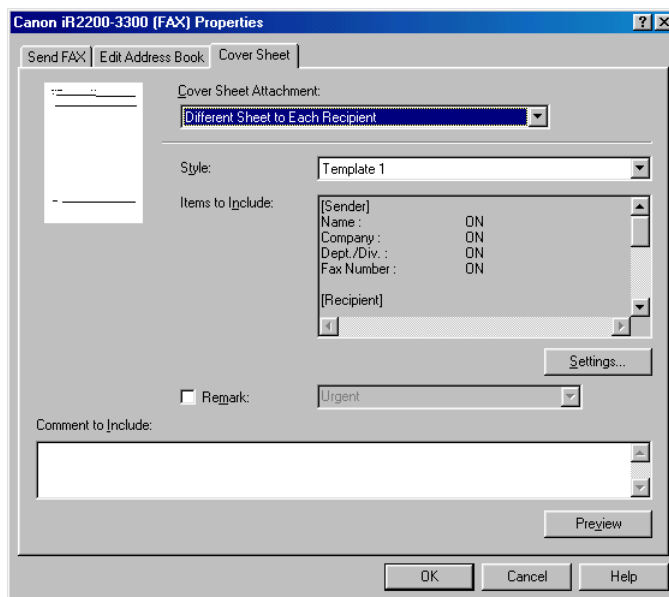 Canon iR2200-3300 (FAX) Properties
Send FAX Edit Address Book Cover Sheet
Cover Sheet Attachment:
Different Sheet to Each Recipient
Style: Template 1
Items to Include: [Sender]
Name : ON
Company : ON
Dept./Div. : ON
Fax Number : ON
[Recipient]
Settings...
Remark: Urgent
Comment to Include:
Preview
OK Cancel Help